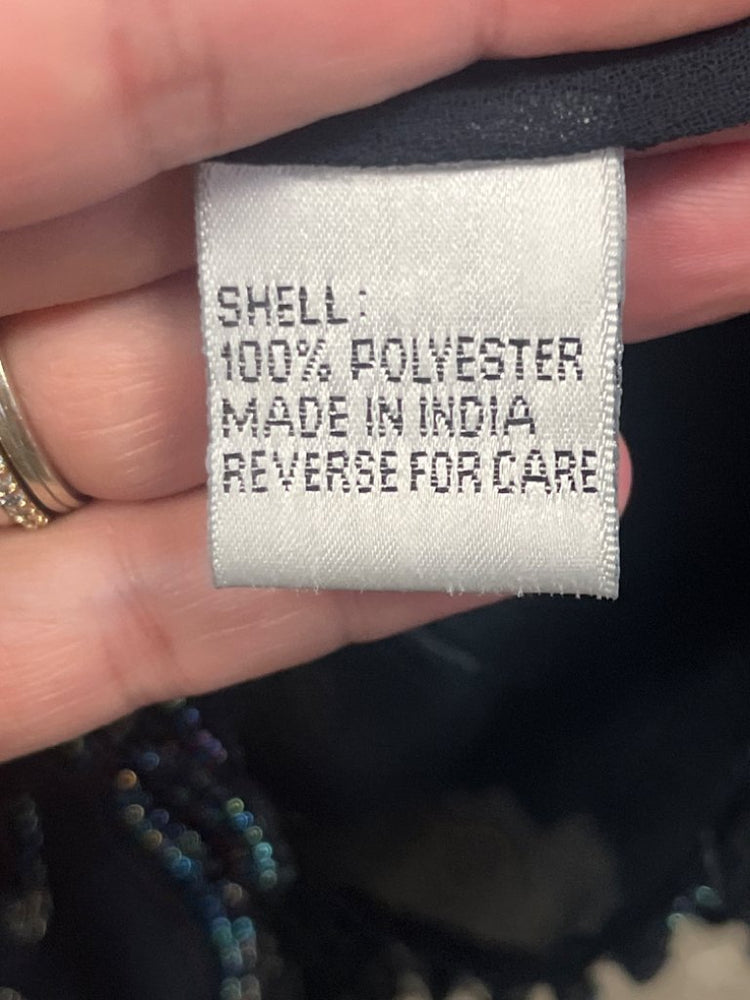 SHELL:
100% POLYESTER
MADE IN INDIA
REVERSE FOR CARE